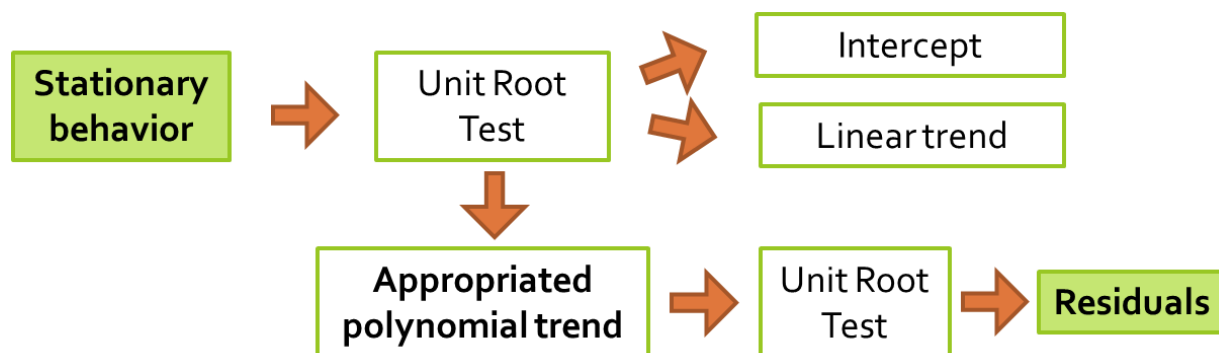 Stationary
behavior
Unit Root
Test
Intercept
Linear trend
Appropriated
polynomial trend
Unit Root
Test
Residuals